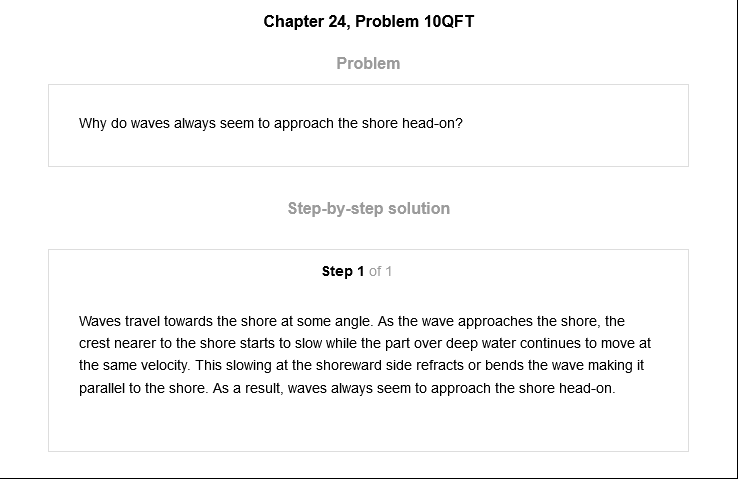 Chapter 24, Problem 10QFT
Problem
Why do waves always seem to approach the shore head-on?
Step-by-step solution
Step 1 of 1
Waves travel towards the shore at some angle. As the wave approaches the shore, the
crest nearer to the shore starts to slow while the part over deep water continues to move at
the same velocity. This slowing at the shoreward side refracts or bends the wave making it
parallel to the shore. As a result, waves always seem to approach the shore head-on.